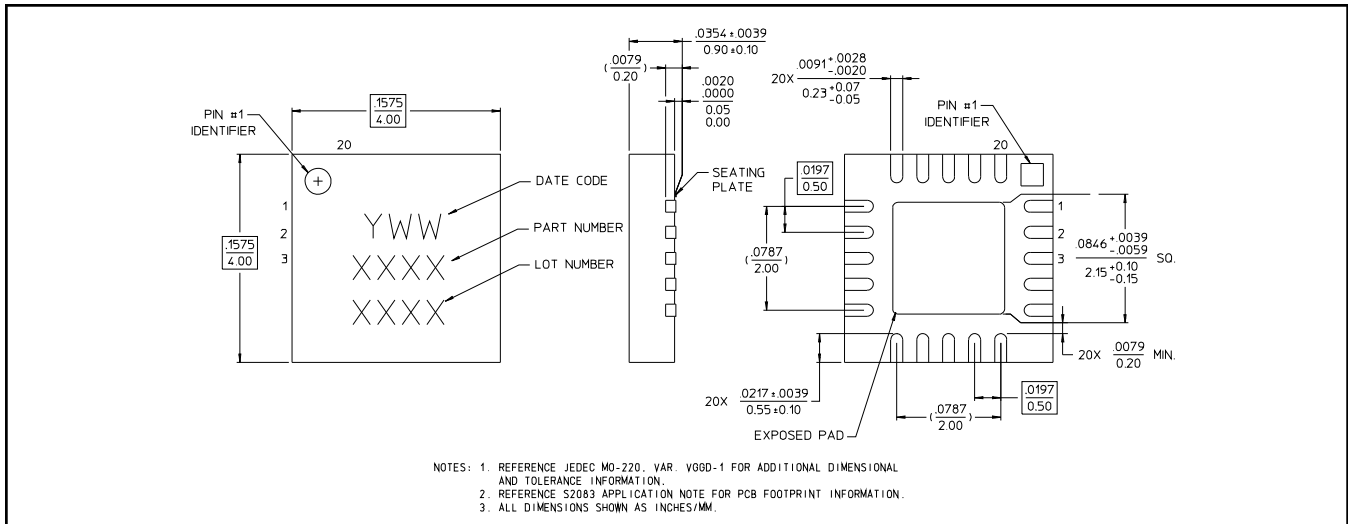 PIN #1
IDENTIFIER
.1575
4.00
20
.1575
4.00
1
2
3
YWW
XXXX
XXXX
DATE CODE
PART NUMBER
LOT NUMBER
.0354 ±.0039
0.90 ±0.10
( .0079
0.20 )
.0020
.0000
0.05
0.00
SEATING
PLATE
20X .0091 +.0028 -.0020
0.23 +0.07 -0.05
PIN #1
IDENTIFIER
20
.0197
0.50
( .0787
2.00 )
1
2
3
.0846 +.0039 -.0059
2.15 +0.10 -0.15
SQ.
20X .0079
0.20 MIN.
20X .0217 ±.0039
0.55 ±0.10
.0197
0.50
( .0787
2.00 )
EXPOSED PAD
NOTES: 1. REFERENCE JEDEC MO-220, VAR. VGGD-1 FOR ADDITIONAL DIMENSIONAL
AND TOLERANCE INFORMATION.
2. REFERENCE S2083 APPLICATION NOTE FOR PCB FOOTPRINT INFORMATION.
3. ALL DIMENSIONS SHOWN AS INCHES/MM.